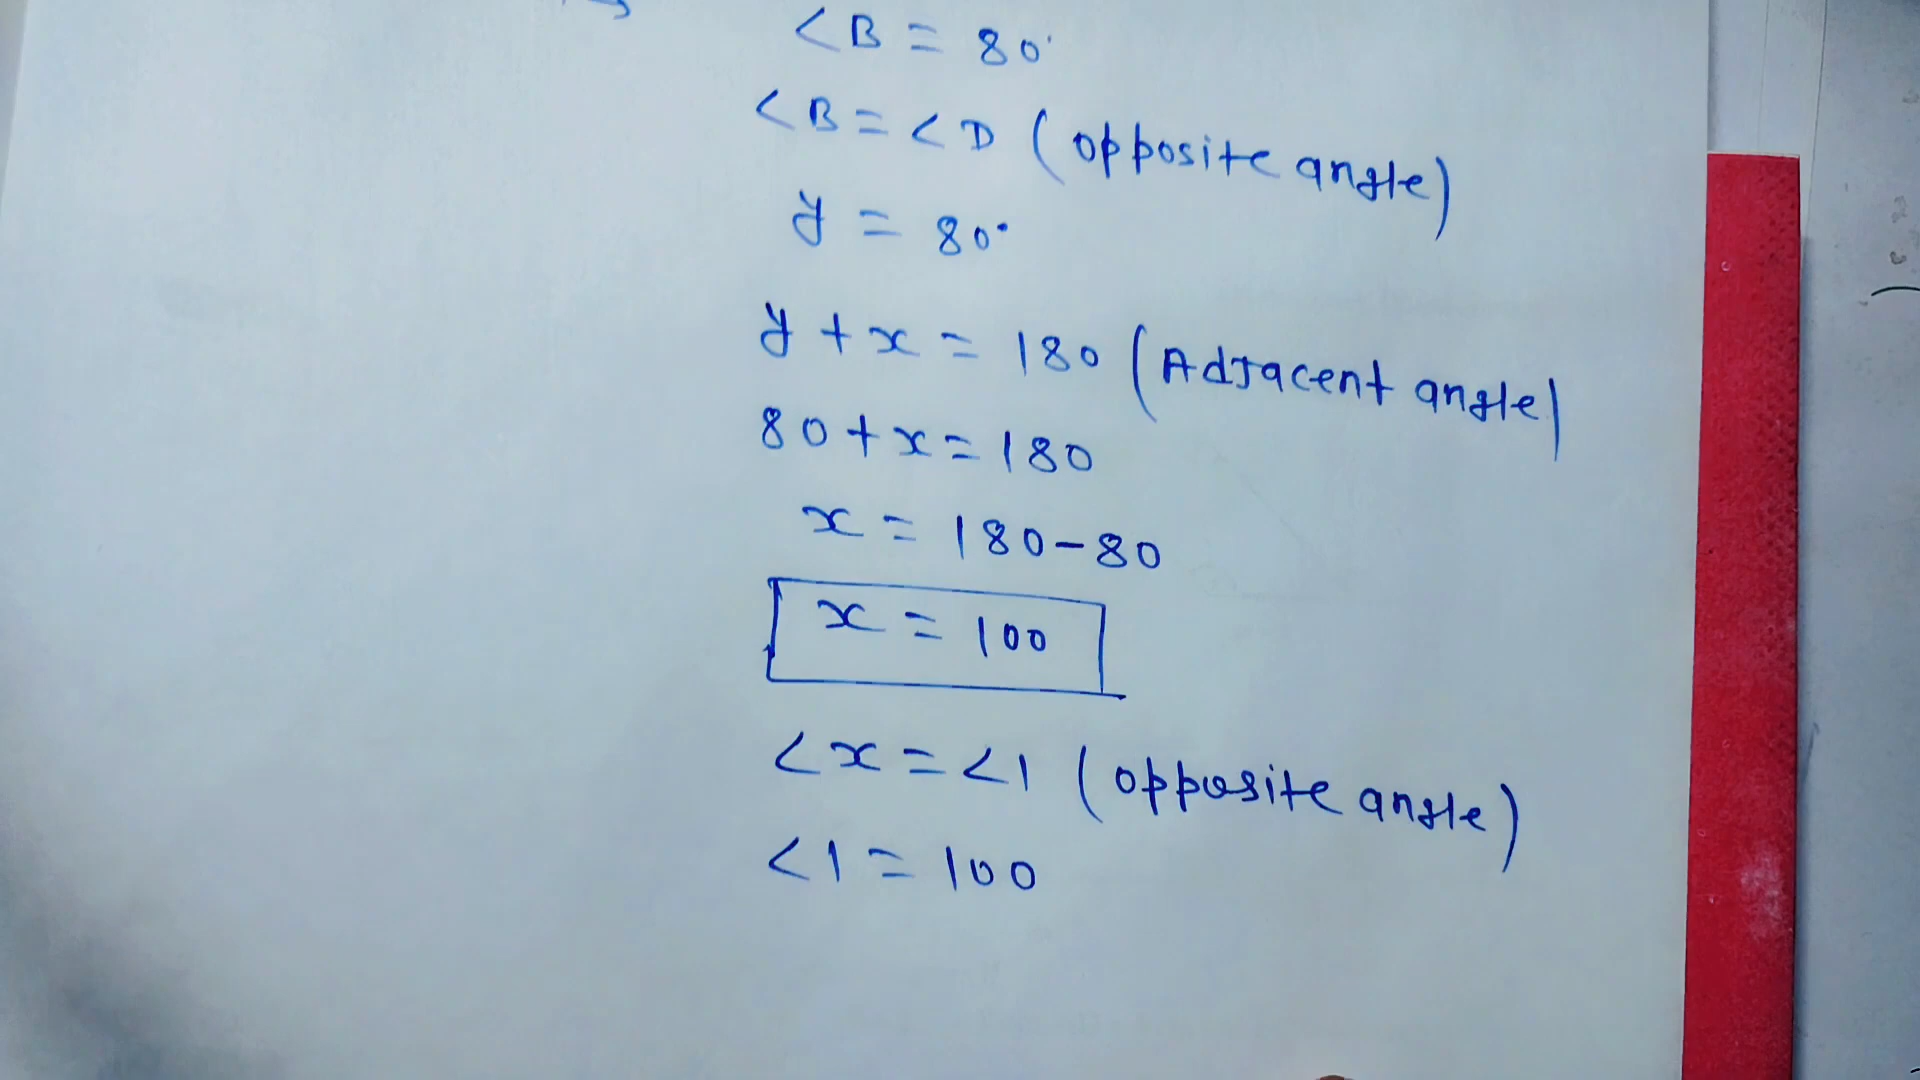 <B = 80°
<B = <D (opposite angle)
y = 80°
y + x = 180 (Adjacent angle)
80 + x = 180
x = 180 - 80
x = 100
<x = <1 (opposite angle)
<1 = 100